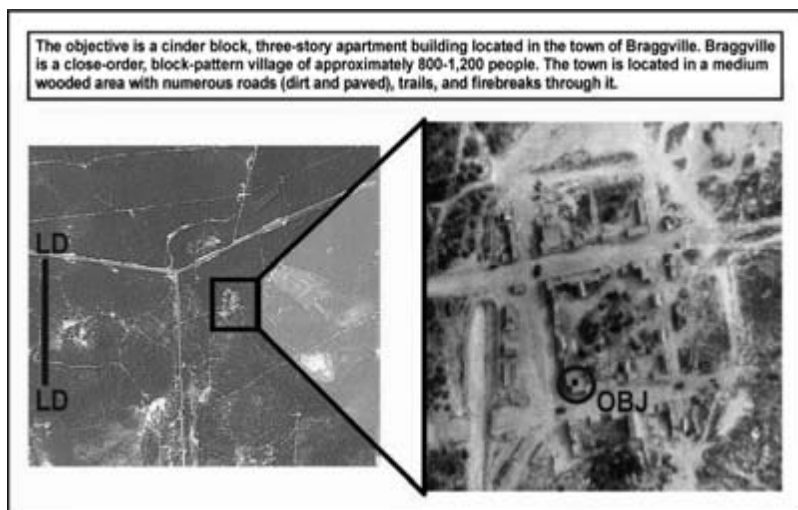 The objective is a cinder block, three-story apartment building located in the town of Braggville. Braggville
is a close-order, block-pattern village of approximately 800-1,200 people. The town is located in a medium
wooded area with numerous roads (dirt and paved), trails, and firebreaks through it.
LD
LD
OBJ